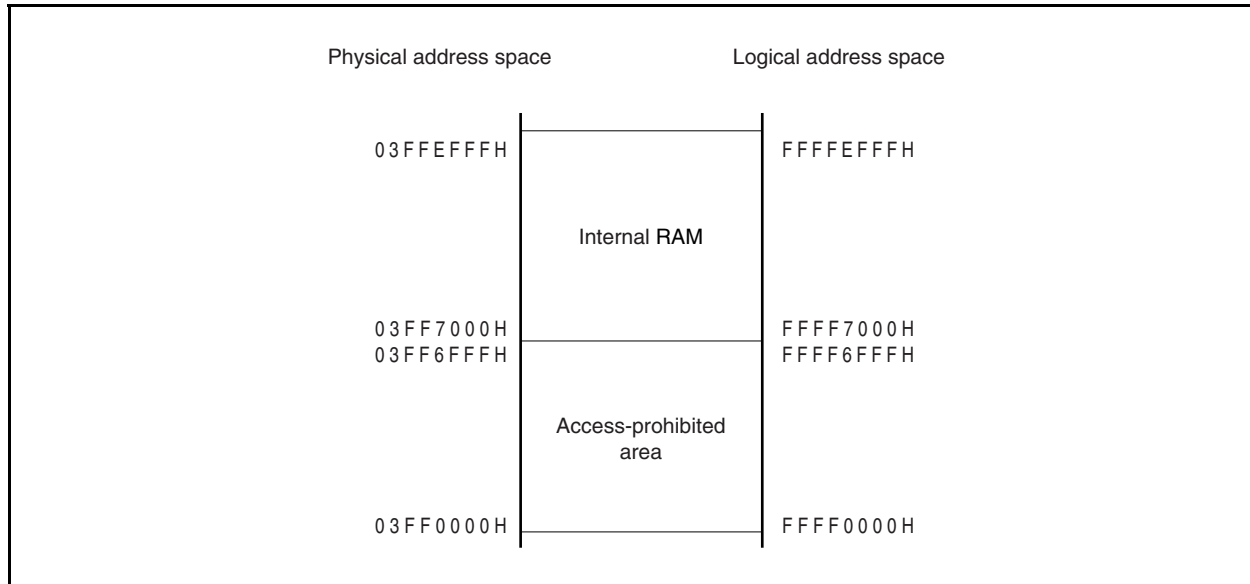 Physical address space Logical address space
03FFEFFFH FFFFEFFFH
Internal RAM
03FF7000H FFFF7000H
03FF6FFFH FFFF6FFFH
Access-prohibited
area
03FF0000H FFFF0000H